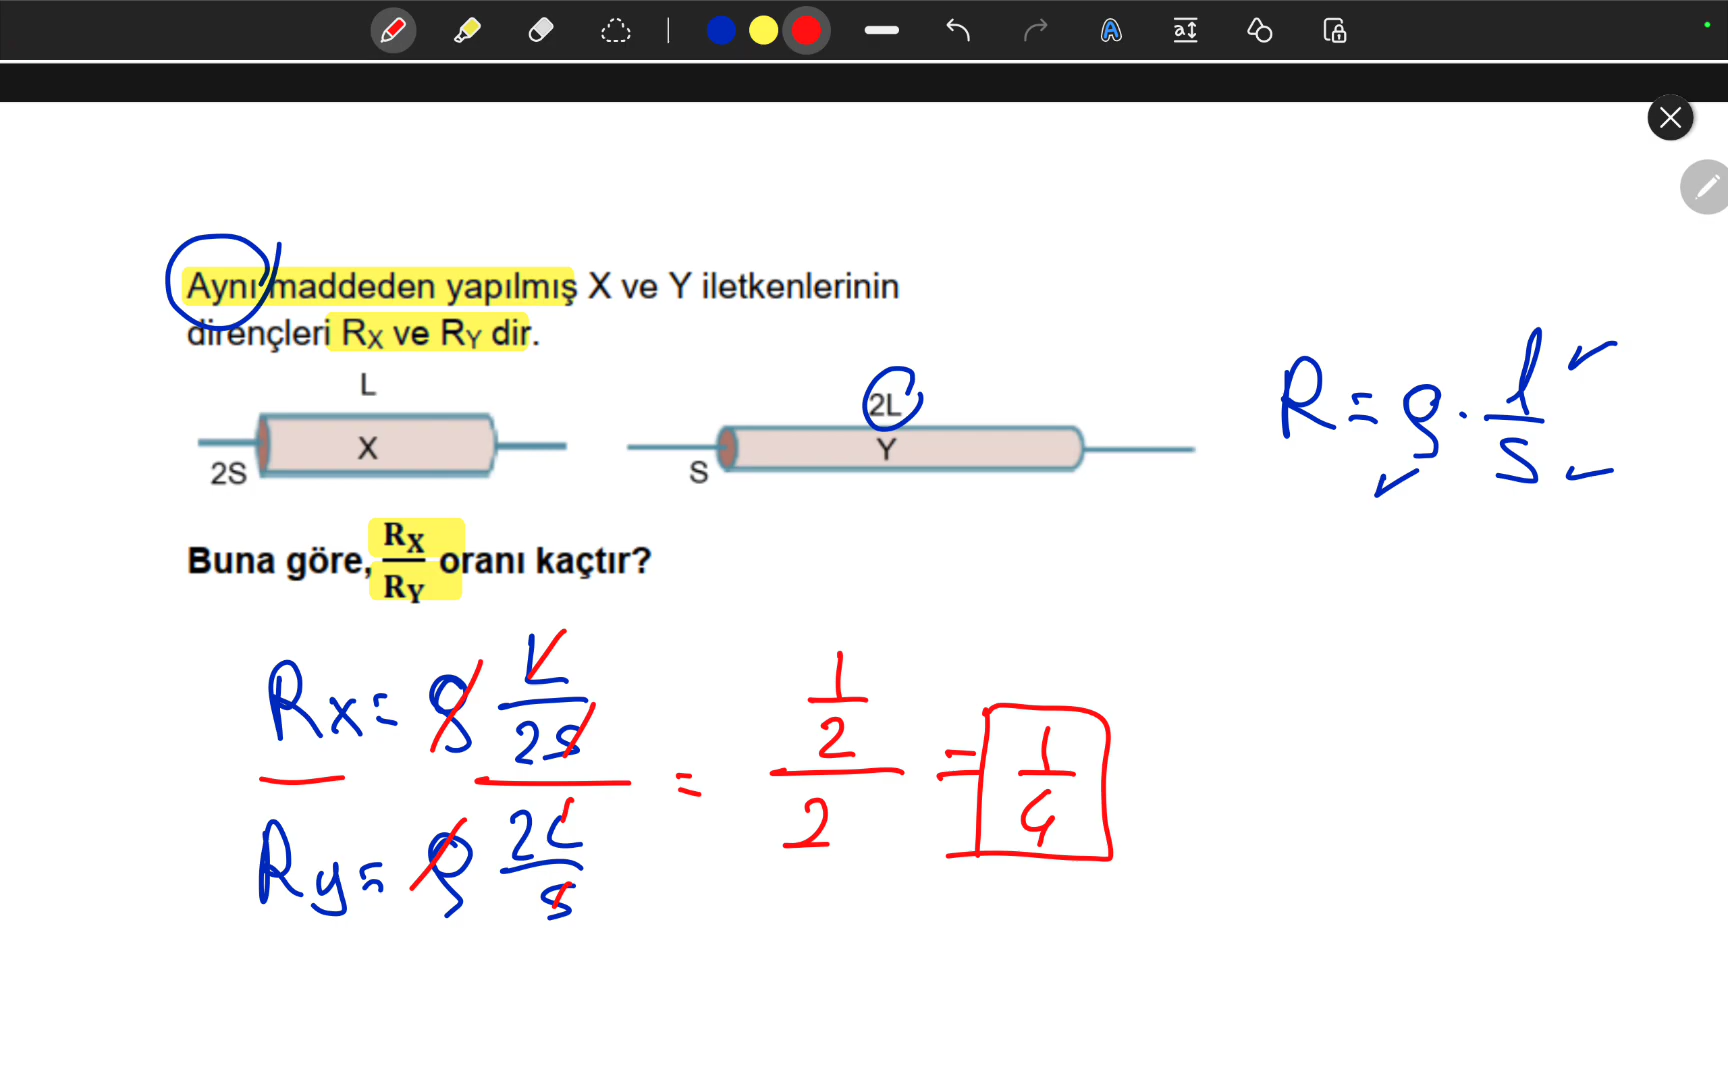 Aynı maddeden yapılmış X ve Y iletkenlerinin
dirençleri RX ve RY dir.
L
2L
X
Y
2S
S
R = ρ · l / S
Buna göre, RX / RY oranı kaçtır?
Rx = ρ L / 2S
Ry = ρ 2L / S
= 1/2 / 2 = 1/4